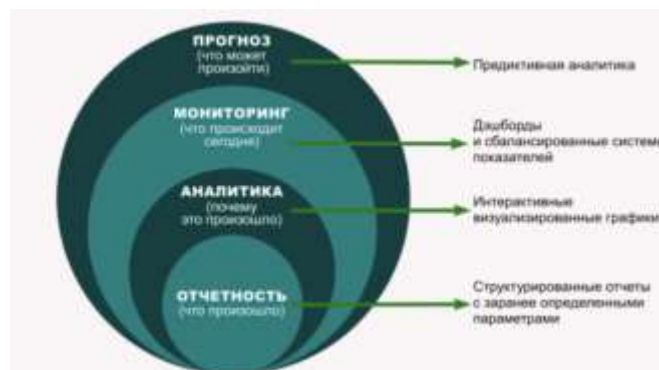 ПРОГНОЗ
(что может
произойти)
Предиктивная аналитика
МОНИТОРИНГ
(что происходит
сегодня)
Дэшборды
и сбалансированные систем
показателей
АНАЛИТИКА
(почему
это произошло)
Интерактивные
визуализированные графики
ОТЧЕТНОСТЬ
(что произошло)
Структурированные отчеты
с заранее определенными
параметрами